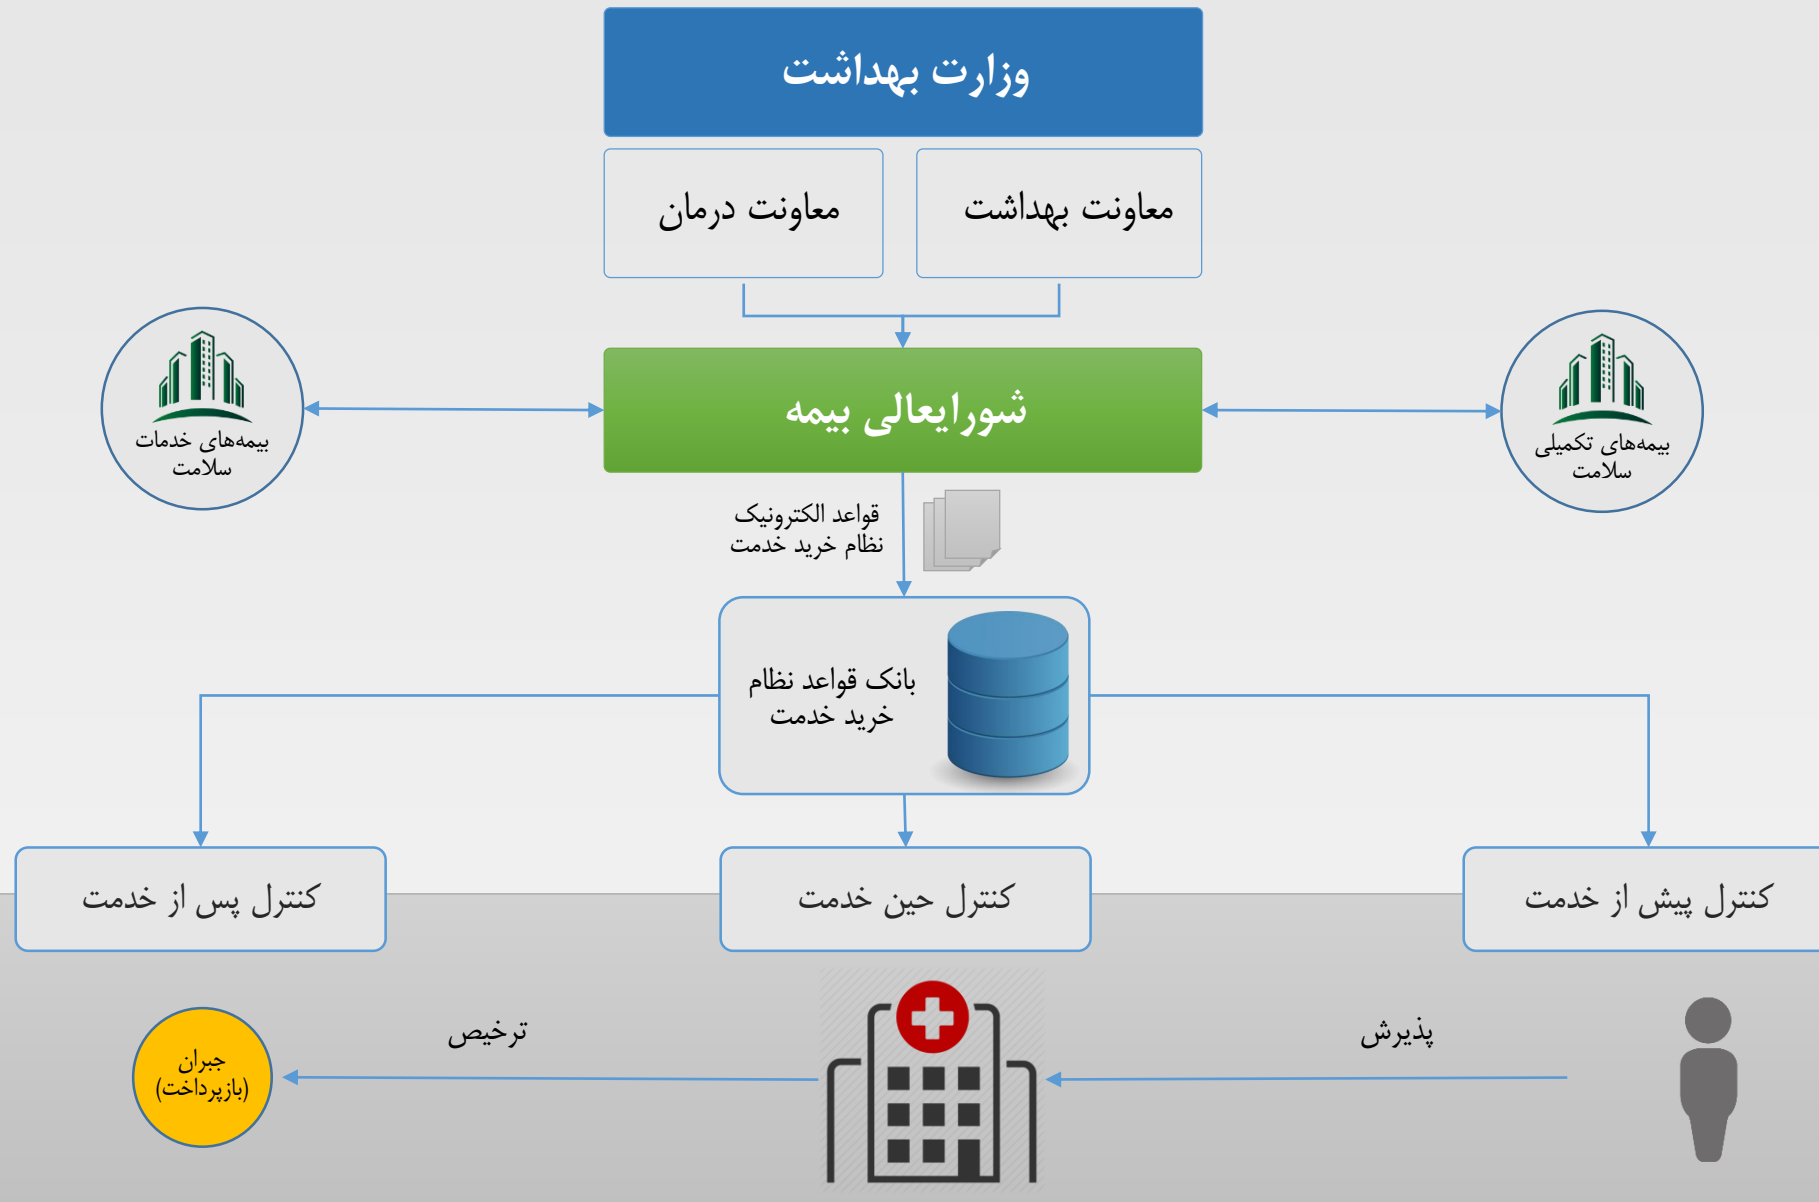 وزارت بهداشت
معاونت بهداشت
معاونت درمان
شورایعالی بیمه
بیمه‌های تکمیلی
سلامت
بیمه‌های خدمات
سلامت
قواعد الکترونیک
نظام خرید خدمت
بانک قواعد نظام
خرید خدمت
کنترل پیش از خدمت
کنترل حین خدمت
کنترل پس از خدمت
پذیرش
ترخیص
جبران
(بازپرداخت)